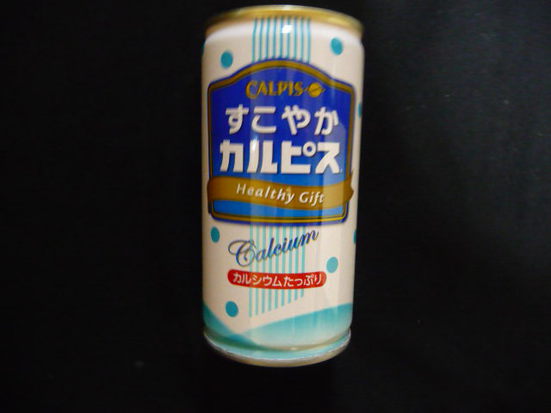 CALPIS
すこやか
カルピス
Healthy Gift
Calcium
カルシウムたっぷり